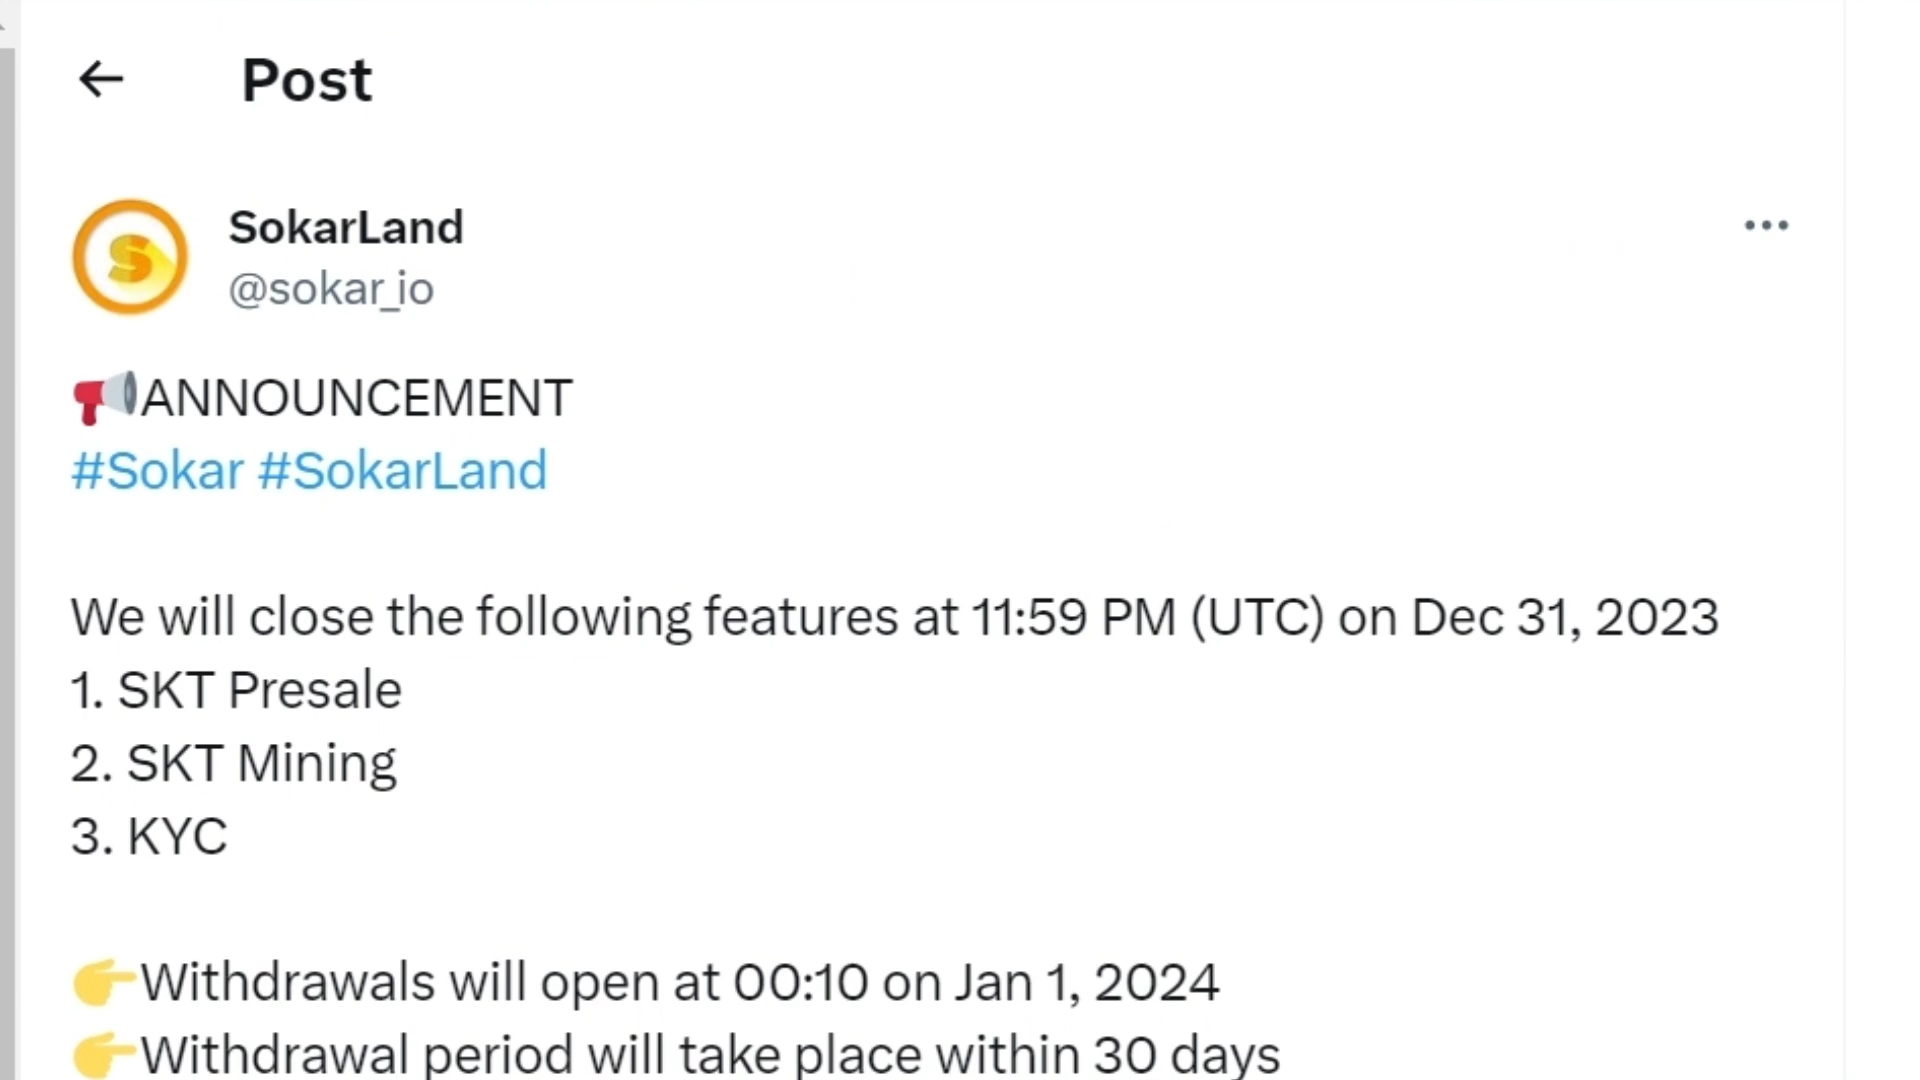 Post
SokarLand
@sokar_io
📢ANNOUNCEMENT
#Sokar #SokarLand
We will close the following features at 11:59 PM (UTC) on Dec 31, 2023
1. SKT Presale
2. SKT Mining
3. KYC
👉Withdrawals will open at 00:10 on Jan 1, 2024
👉Withdrawal period will take place within 30 days